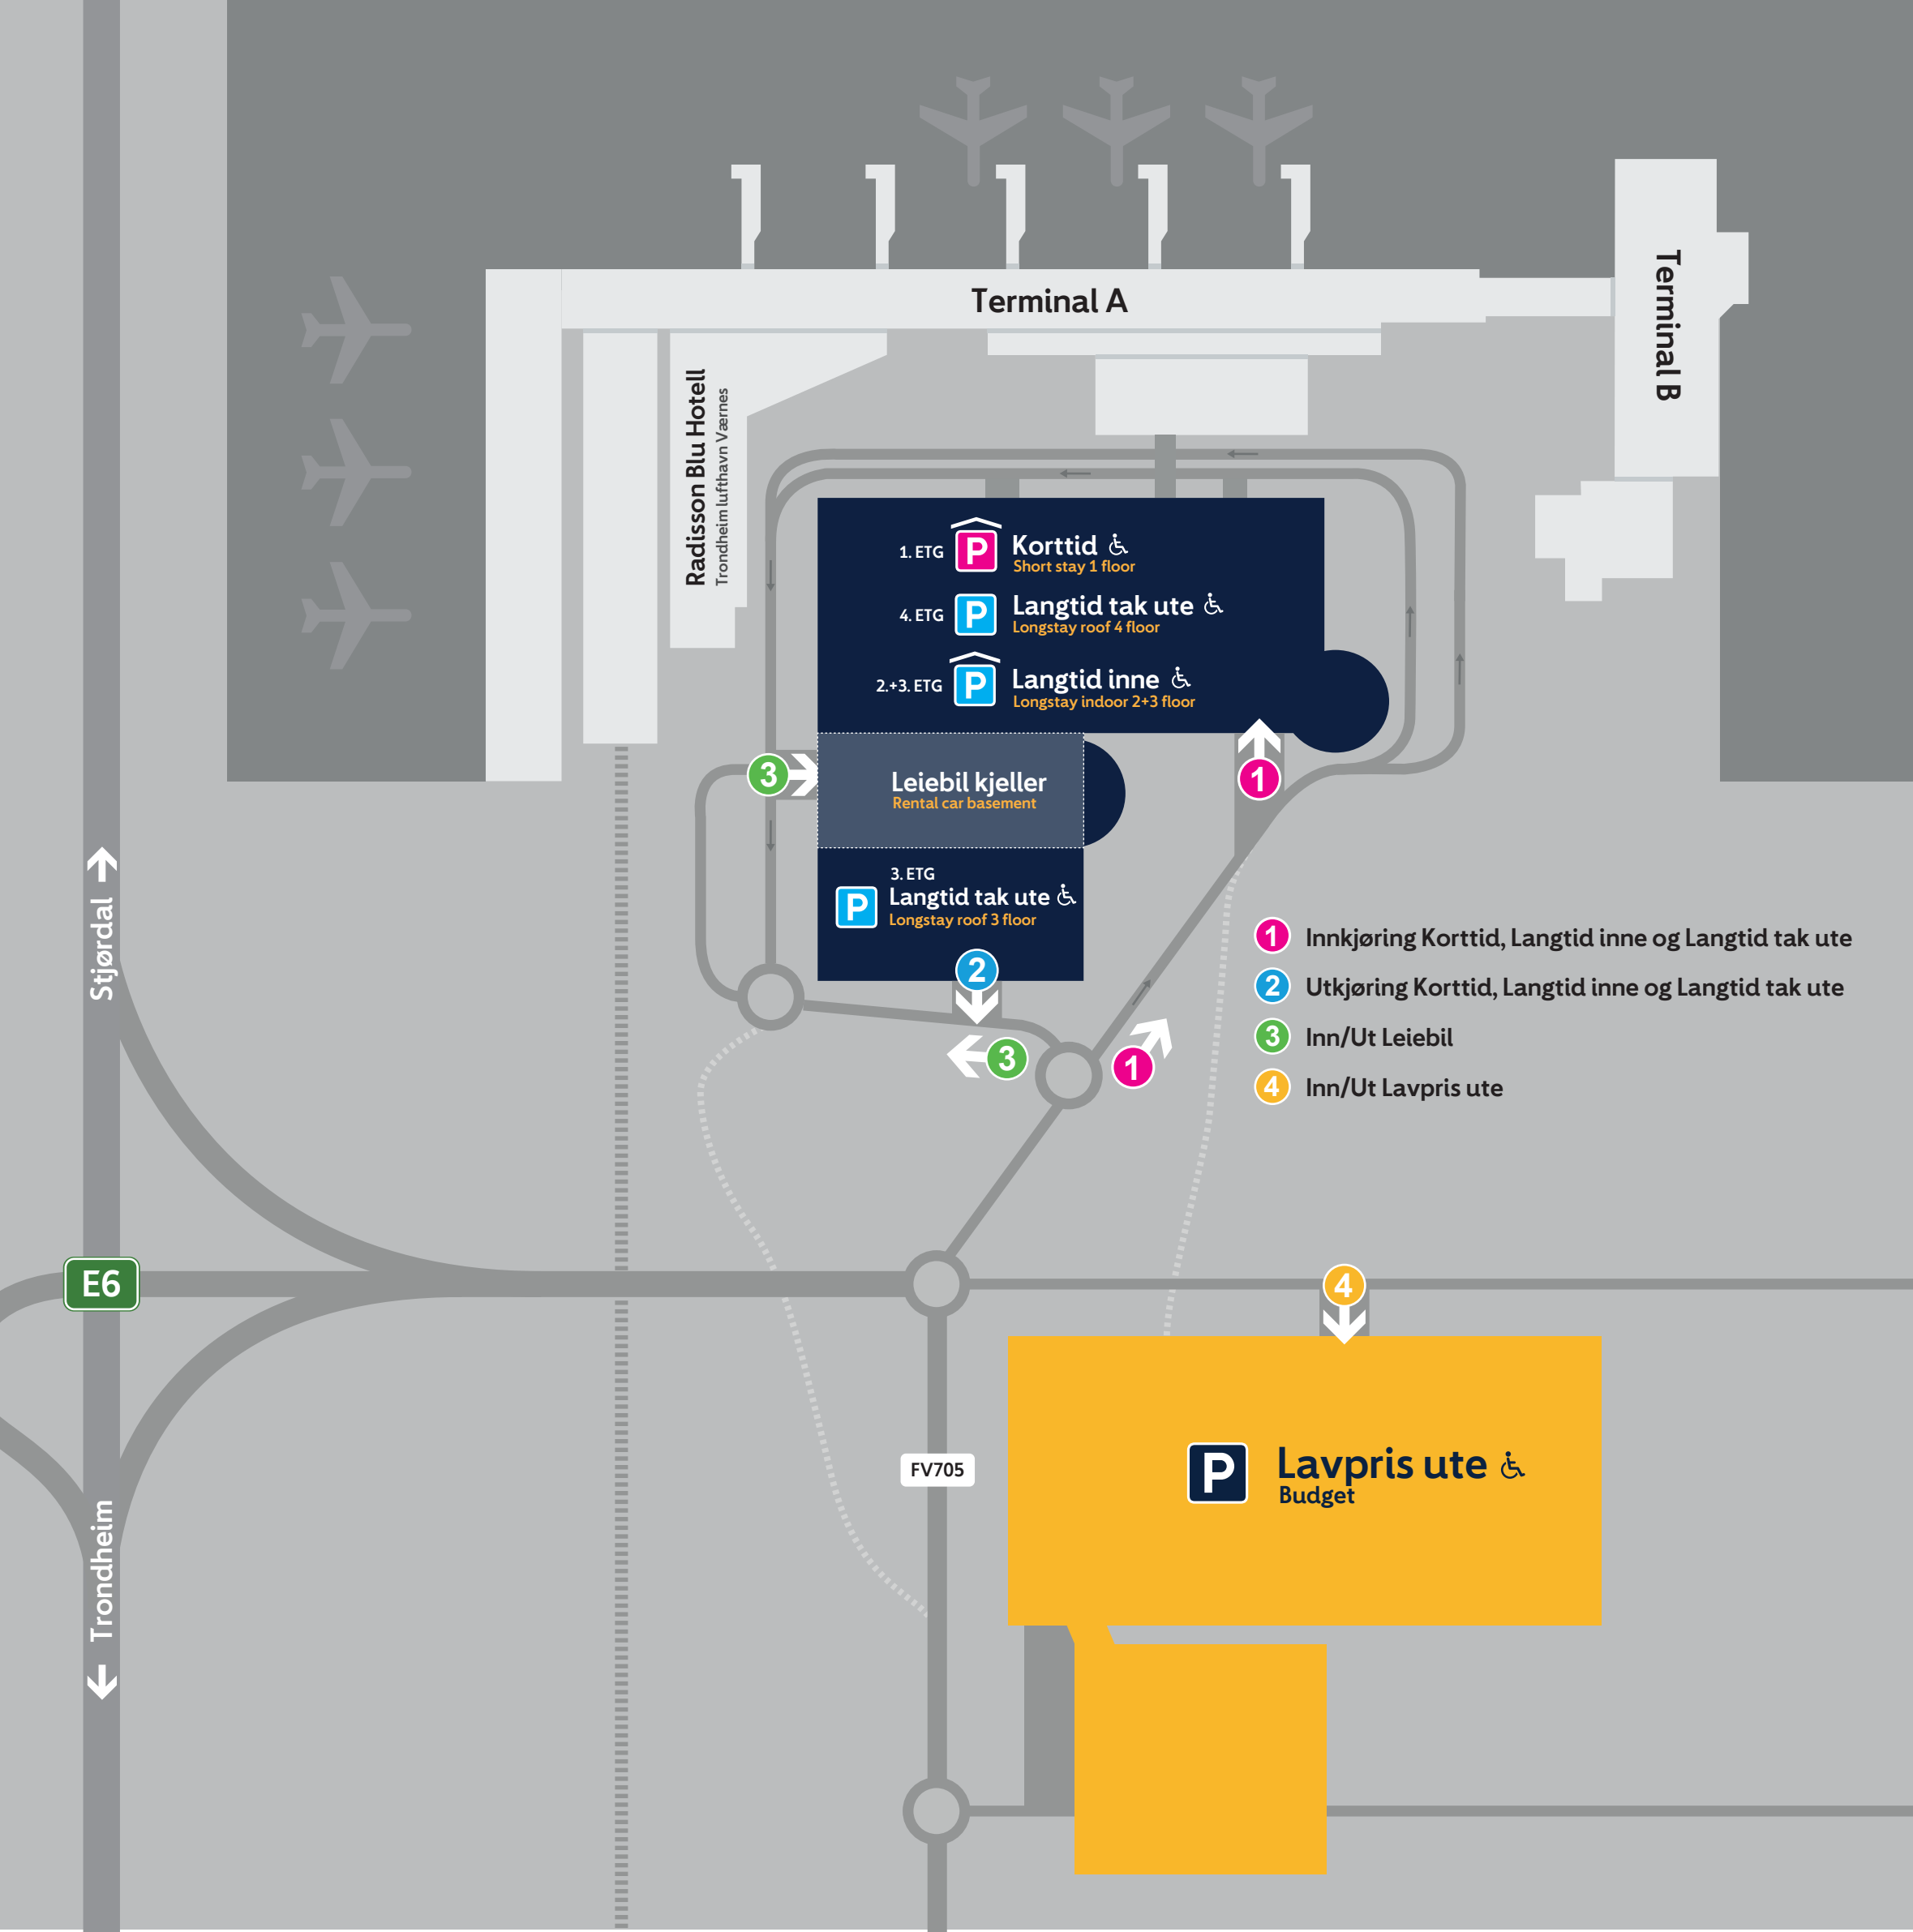 Terminal A
Terminal B
Radisson Blu Hotell
Trondheim lufthavn Værnes
1. ETG
P
Korttid
Short stay 1 floor
4. ETG
P
Langtid tak ute
Longstay roof 4 floor
2.+3. ETG
P
Langtid inne
Longstay indoor 2+3 floor
3
Leiebil kjeller
Rental car basement
1
3. ETG
P
Langtid tak ute
Longstay roof 3 floor
2
3
1
1 Innkjøring Korttid, Langtid inne og Langtid tak ute
2 Utkjøring Korttid, Langtid inne og Langtid tak ute
3 Inn/Ut Leiebil
4 Inn/Ut Lavpris ute
Stjørdal
E6
Trondheim
4
FV705
P
Lavpris ute
Budget